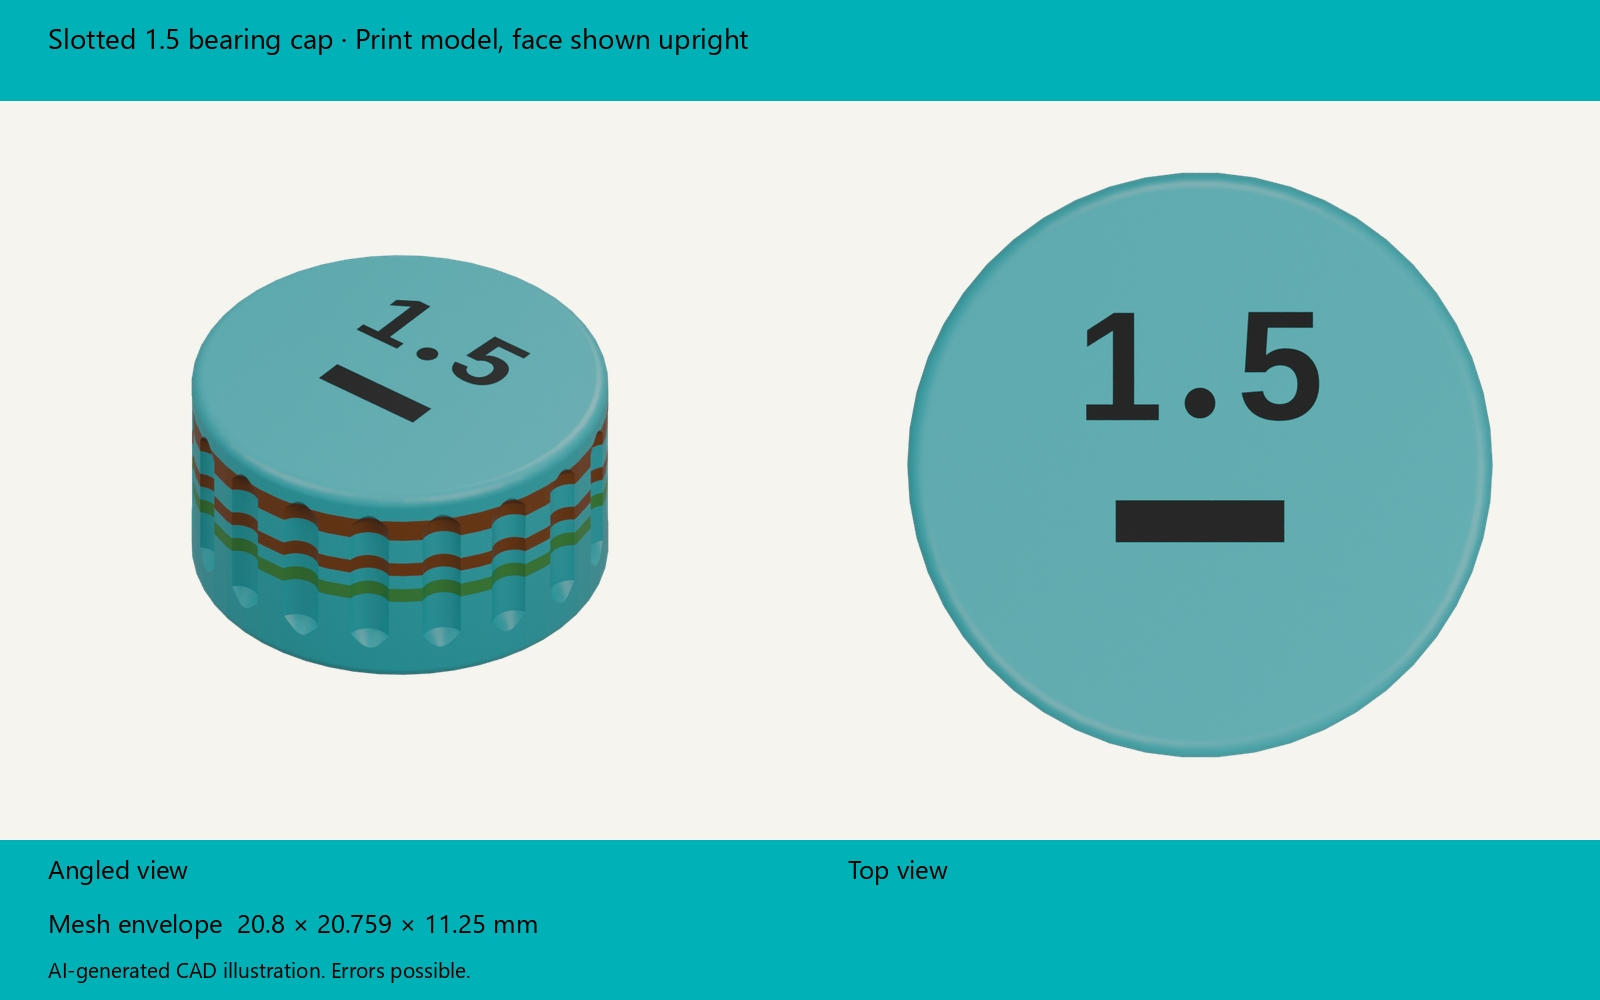 Slotted 1.5 bearing cap · Print model, face shown upright
1.5
1.5
Angled view
Top view
Mesh envelope 20.8 × 20.759 × 11.25 mm
AI-generated CAD illustration. Errors possible.